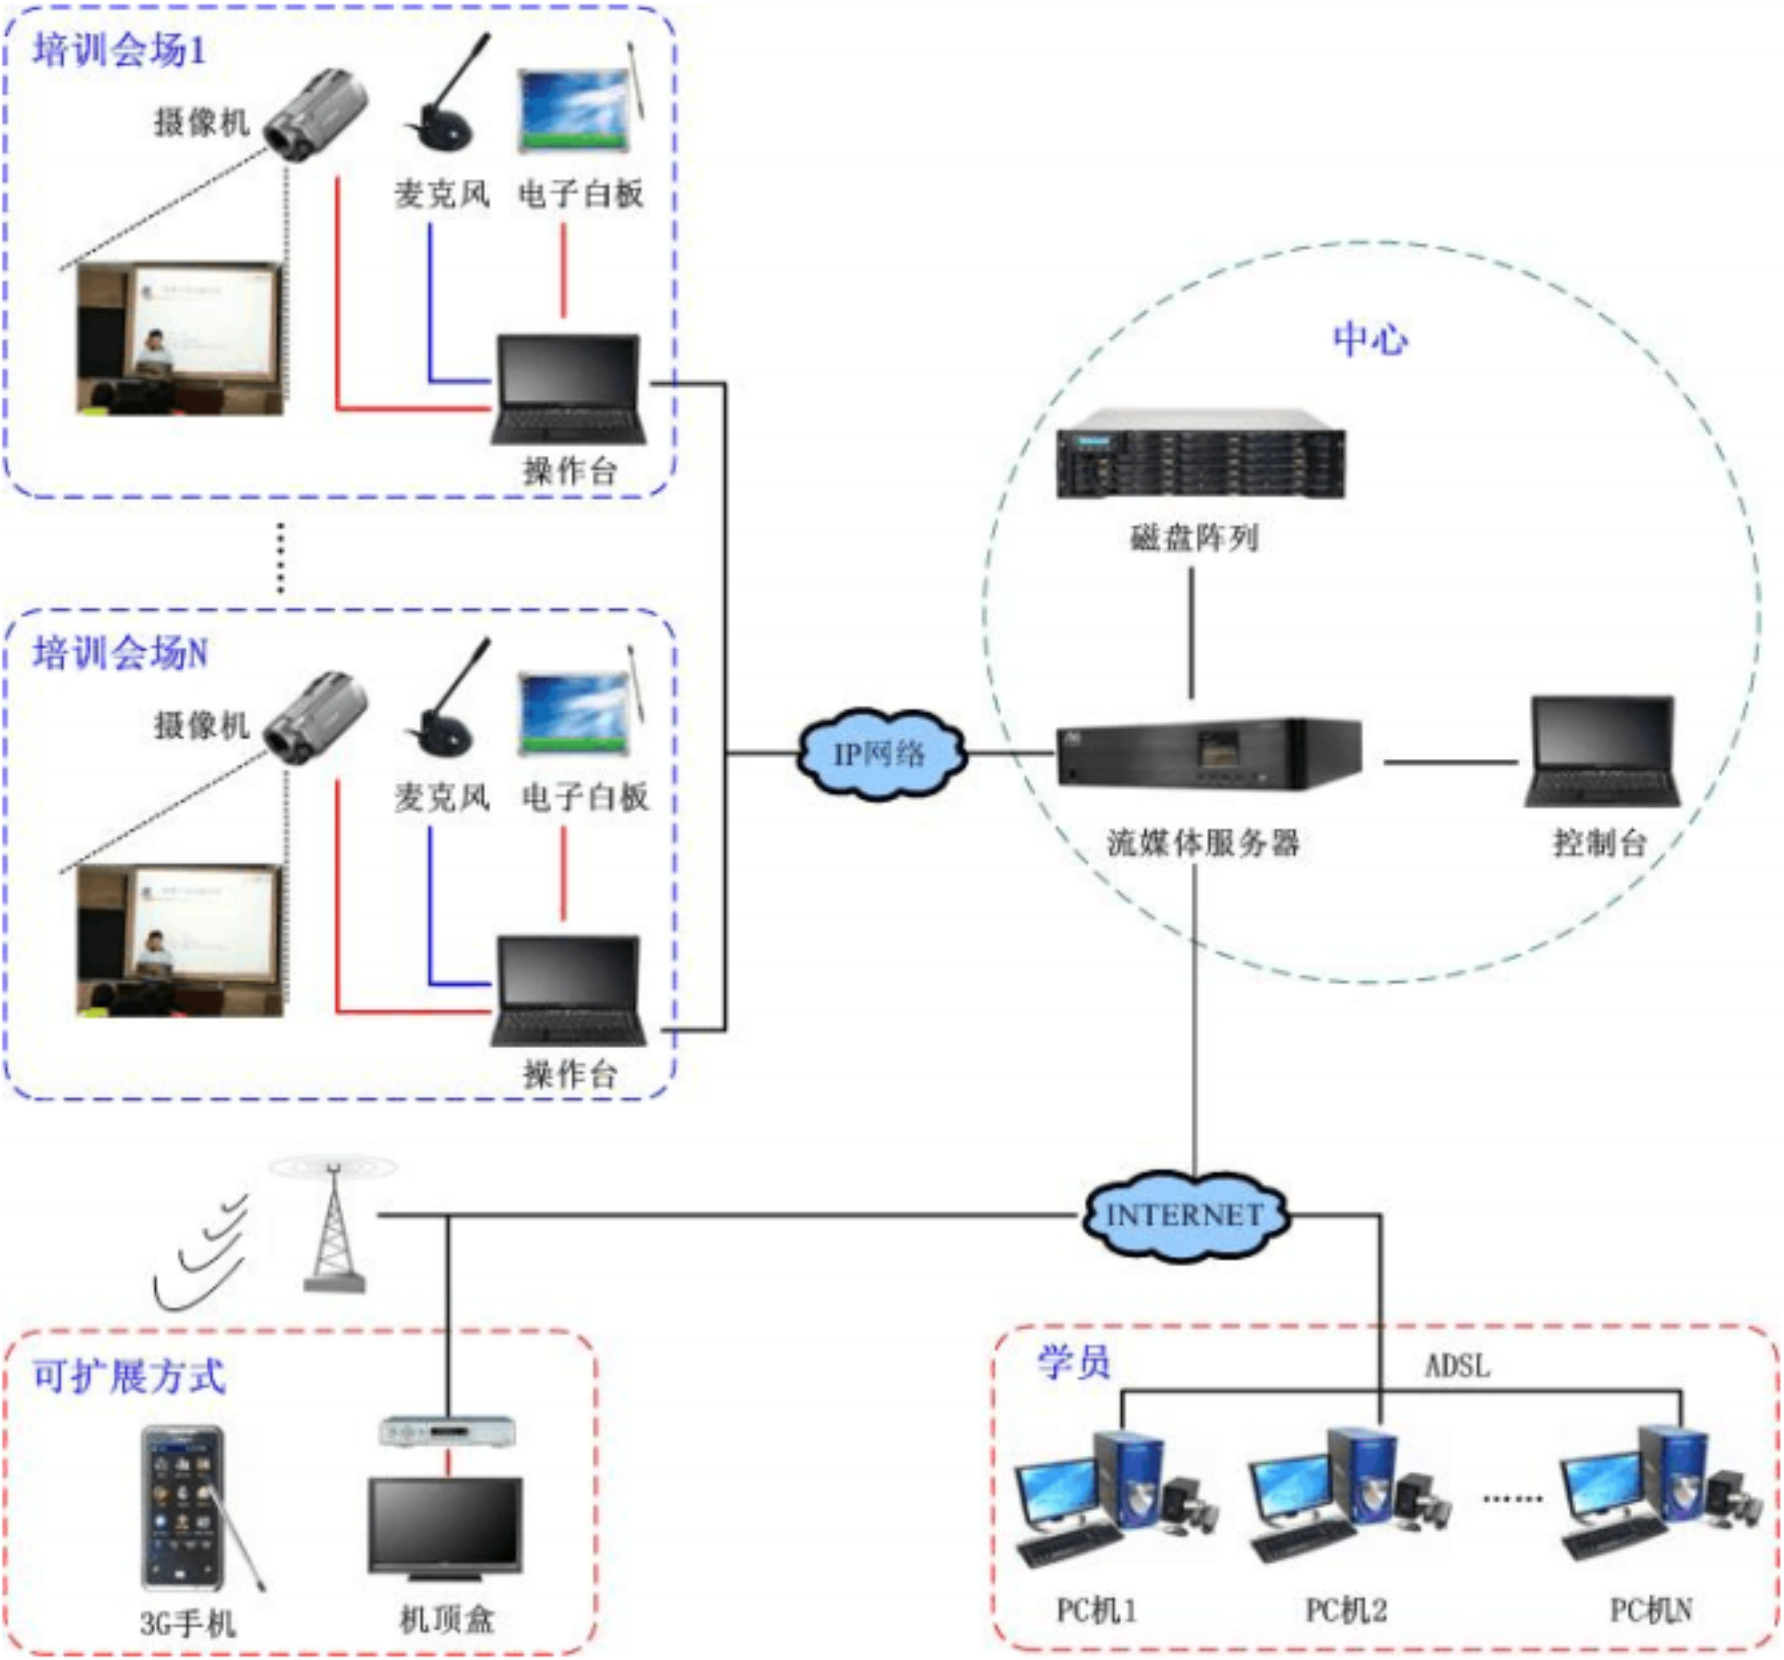 培训会场1
摄像机
麦克风
电子白板
操作台
培训会场N
摄像机
麦克风
电子白板
操作台
IP网络
中心
磁盘阵列
流媒体服务器
控制台
INTERNET
可扩展方式
3G手机
机顶盒
学员
ADSL
PC机1
PC机2
......
PC机N